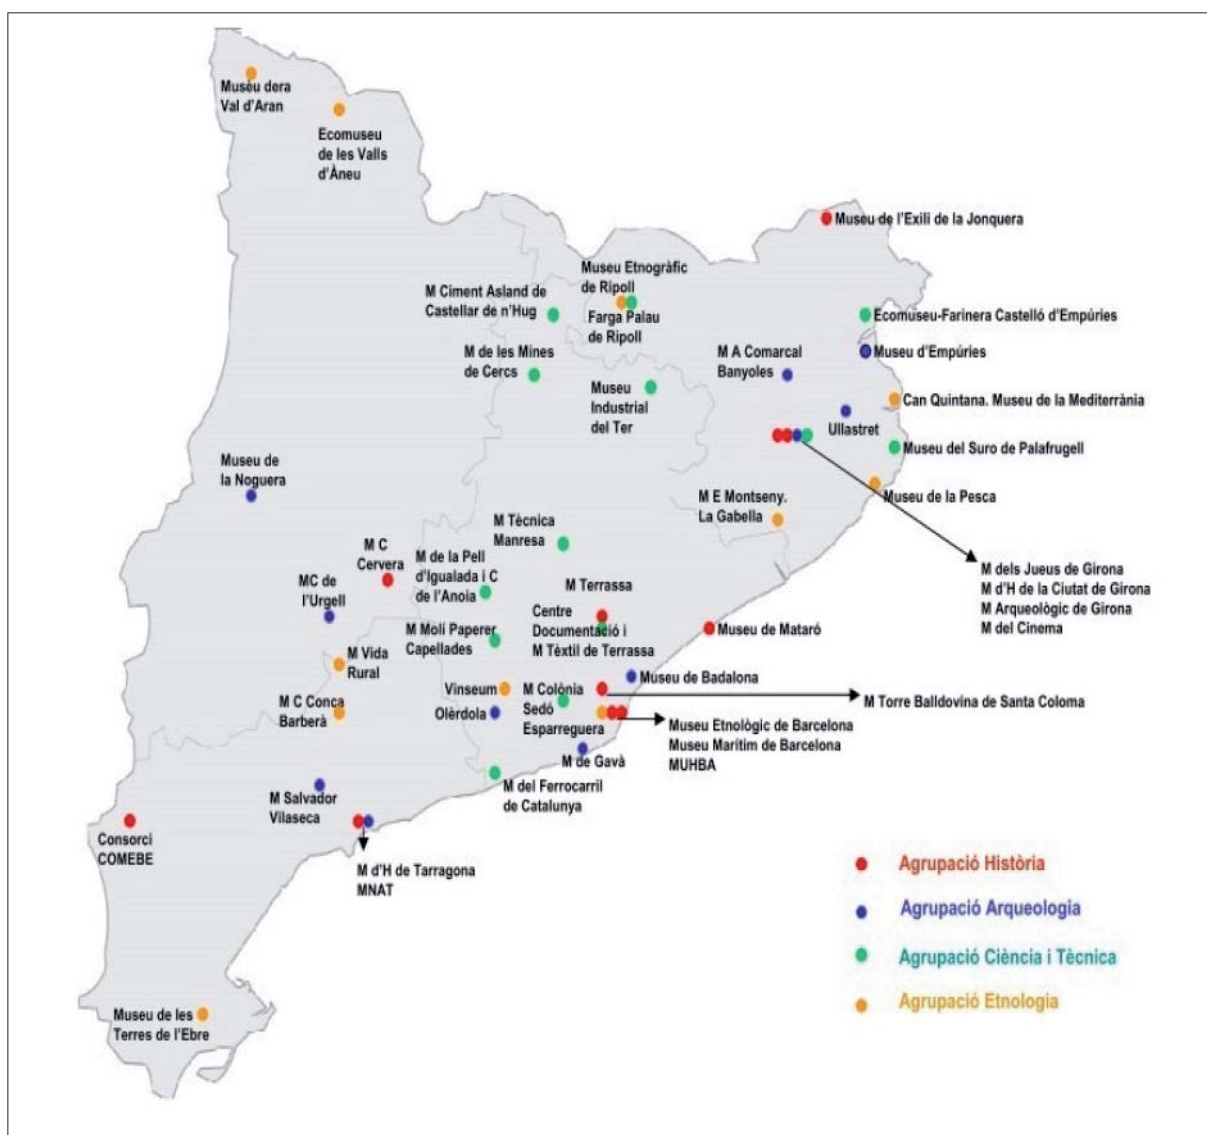 Musèu dera
Val d'Aran
Ecomuseu
de les Valls
d'Àneu
Museu de l'Exili de la Jonquera
Museu Etnogràfic
de Ripoll
Farga Palau
de Ripoll
M Ciment Asland de
Castellar de n'Hug
Ecomuseu-Farinera Castelló d'Empúries
M de les Mines
de Cercs
M A Comarcal
Banyoles
Museu d'Empúries
Museu
Industrial
del Ter
Can Quintana. Museu de la Mediterrània
Ullastret
Museu del Suro de Palafrugell
Museu de
la Noguera
Museu de la Pesca
M E Montseny.
La Gabella
M Tècnica
Manresa
M C
Cervera
M de la Pell
d'Igualada i C
de l'Anoia
M dels Jueus de Girona
M d'H de la Ciutat de Girona
M Arqueològic de Girona
M del Cinema
MC de
l'Urgell
M Terrassa
Centre
Documentació i
M Tèxtil de Terrassa
Museu de Mataró
M Molí Paperer
Capellades
M Vida
Rural
Museu de Badalona
Vinseum
M Colònia
Sedó
Esparreguera
M Torre Balldovina de Santa Coloma
M C Conca
Barberà
Olèrdola
Museu Etnològic de Barcelona
Museu Marítim de Barcelona
MUHBA
M de Gavà
M del Ferrocarril
de Catalunya
M Salvador
Vilaseca
Consorci
COMEBE
M d'H de Tarragona
MNAT
Agrupació Història
Agrupació Arqueologia
Agrupació Ciència i Tècnica
Agrupació Etnologia
Museu de les
Terres de l'Ebre